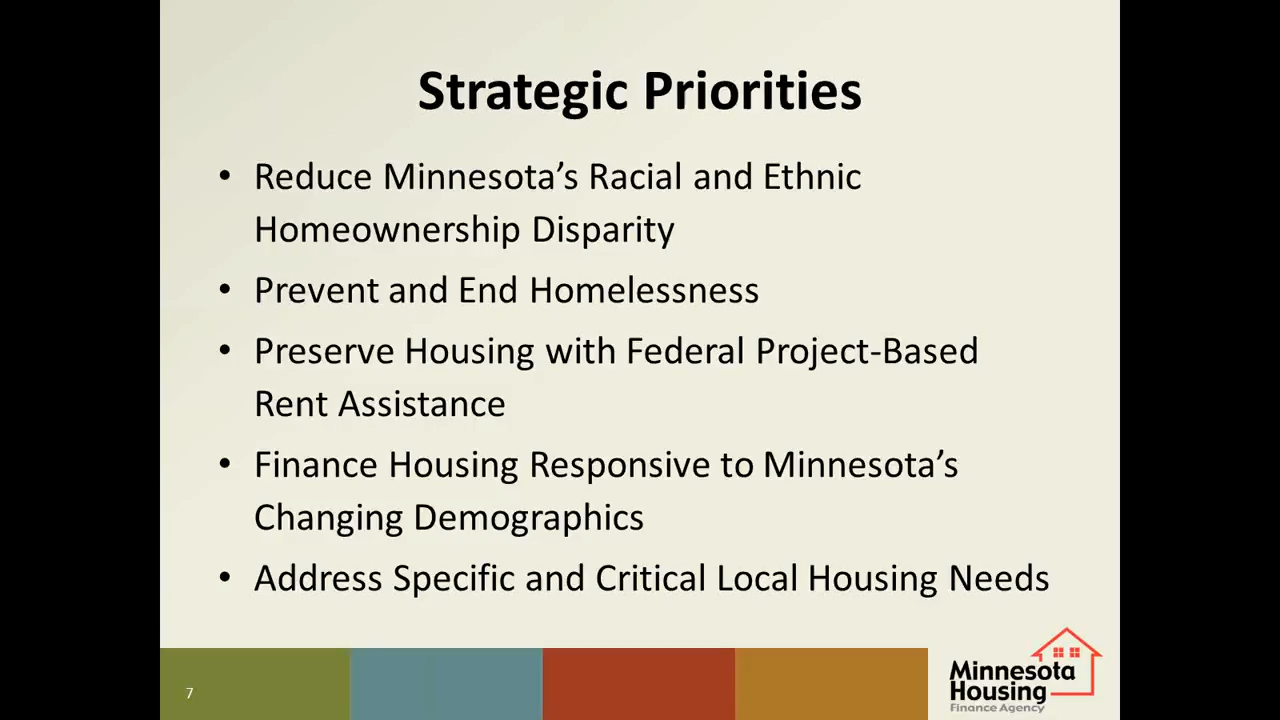 Strategic Priorities
• Reduce Minnesota’s Racial and Ethnic
Homeownership Disparity
• Prevent and End Homelessness
• Preserve Housing with Federal Project-Based
Rent Assistance
• Finance Housing Responsive to Minnesota’s
Changing Demographics
• Address Specific and Critical Local Housing Needs
7
Minnesota
Housing
Finance Agency